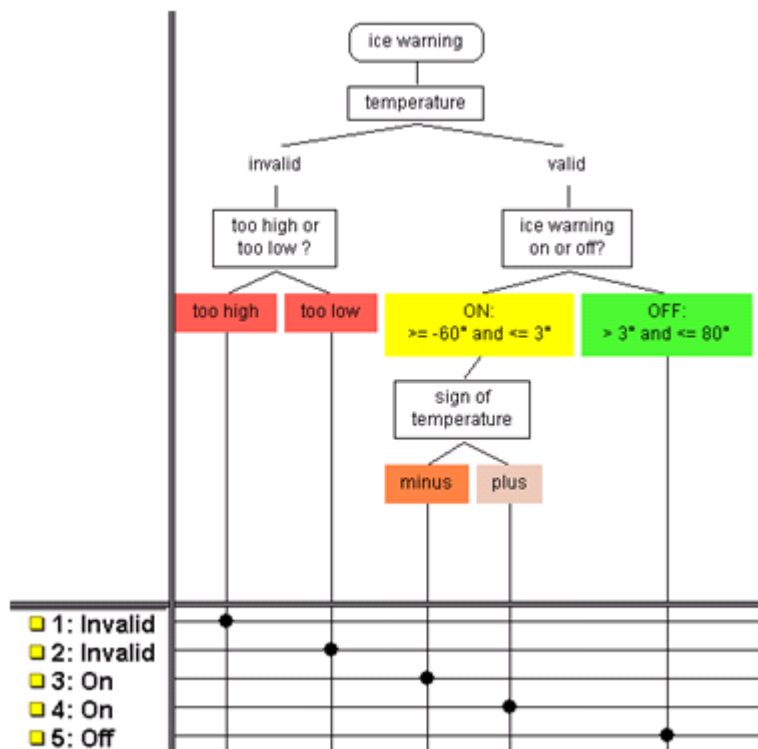 ice warning
temperature
invalid
valid
too high or
too low ?
ice warning
on or off?
too high
too low
ON:
>= -60° and <= 3°
OFF:
> 3° and <= 80°
sign of
temperature
minus
plus
1: Invalid
2: Invalid
3: On
4: On
5: Off